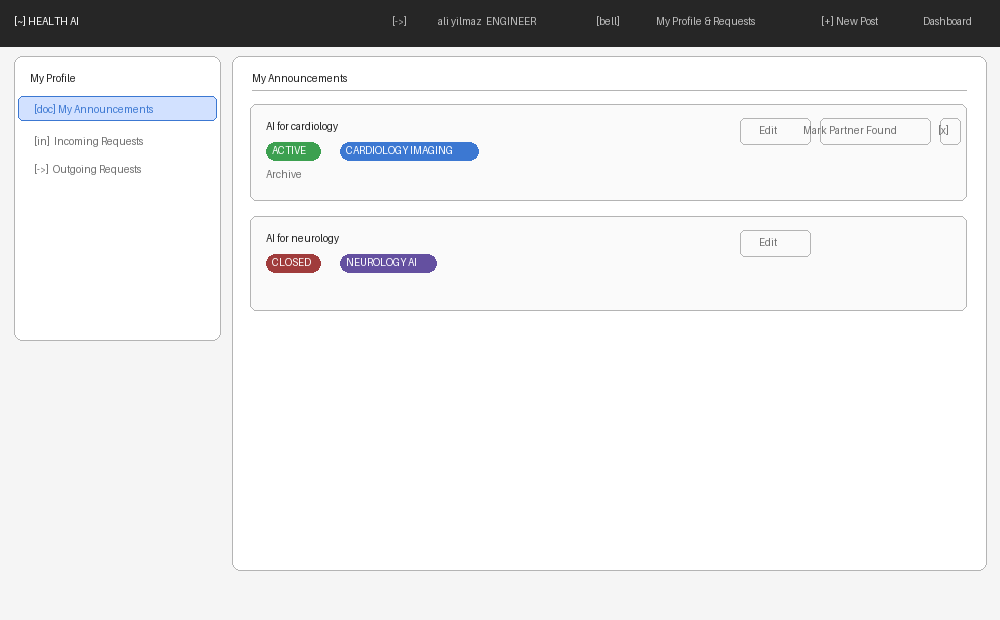 [~] HEALTH AI [->] ali yilmaz ENGINEER [bell] My Profile & Requests [+] New Post Dashboard
My Profile
[doc] My Announcements
[in] Incoming Requests
[->] Outgoing Requests
My Announcements
AI for cardiology
Edit Mark Partner Found [x]
ACTIVE CARDIOLOGY IMAGING
Archive
AI for neurology
Edit
CLOSED NEUROLOGY AI